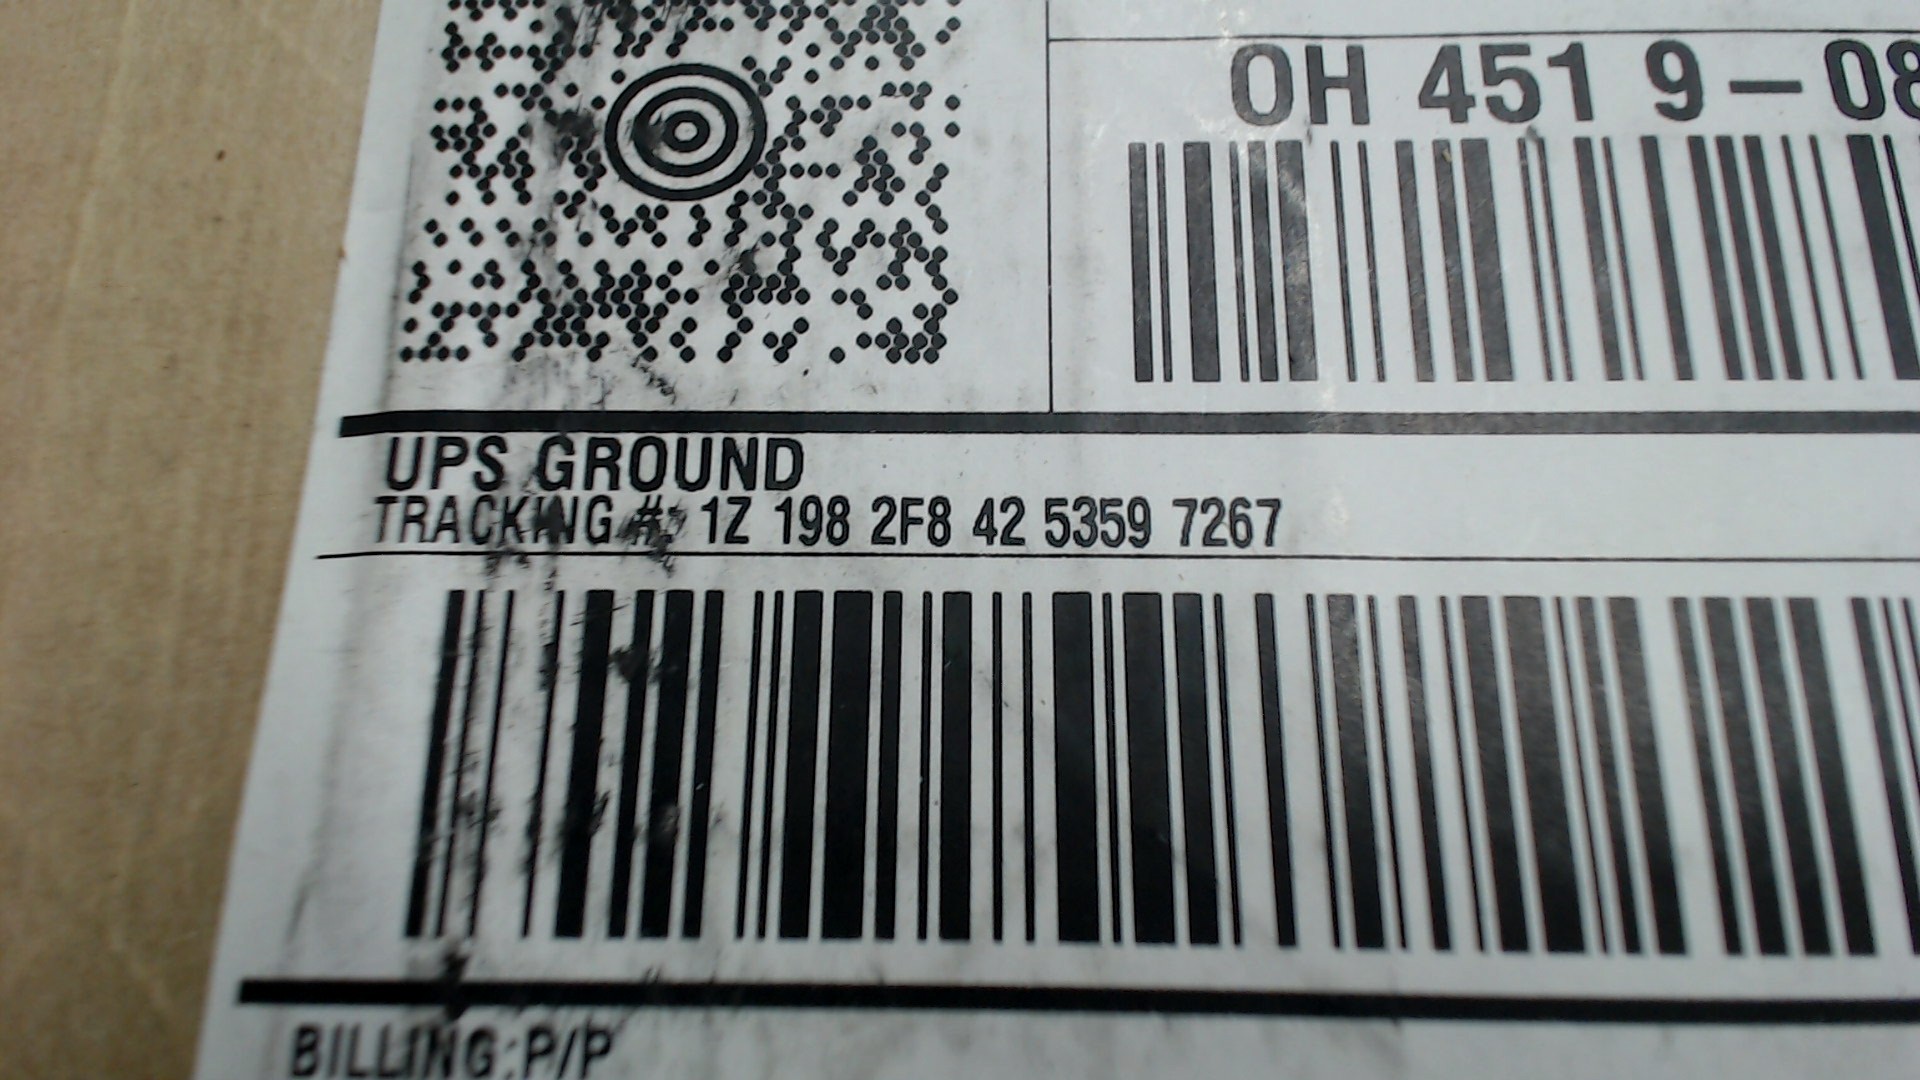 OH 451 9-08
UPS GROUND
TRACKING #: 1Z 198 2F8 42 5359 7267
BILLING: P/P